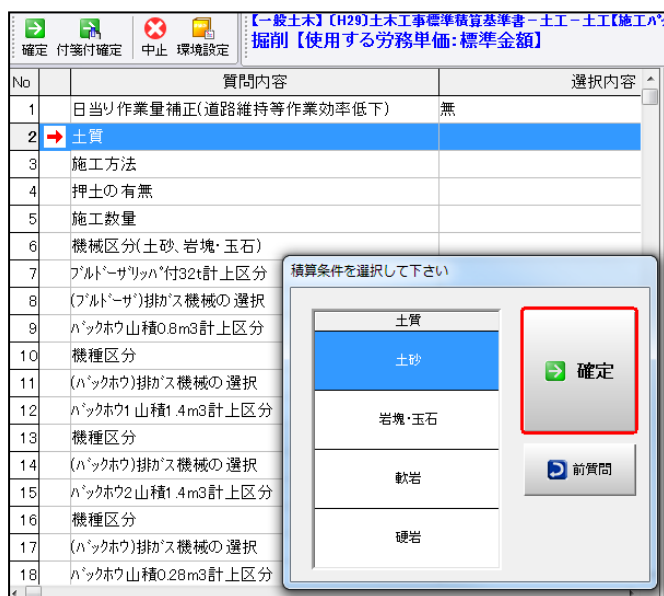 【一般土木】(H29)土木工事標準積算基準書－土工－土工【施工
掘削【使用する労務単価:標準金額】
確定 付箋付確定 中止 環境設定
No 質問内容 選択内容
1 日当り作業量補正(道路維持等作業効率低下) 無
2 土質
3 施工方法
4 押土の有無
5 施工数量
6 機械区分(土砂、岩塊・玉石)
7 ﾌﾞﾙﾄﾞｰｻﾞﾘｯﾊﾟ付32t計上区分
8 (ﾌﾞﾙﾄﾞｰｻﾞ)排ｶﾞｽ機械の選択
9 ﾊﾞｯｸﾎｳ山積0.8m3計上区分
10 機種区分
11 (ﾊﾞｯｸﾎｳ)排ｶﾞｽ機械の選択
12 ﾊﾞｯｸﾎｳ1山積1.4m3計上区分
13 機種区分
14 (ﾊﾞｯｸﾎｳ)排ｶﾞｽ機械の選択
15 ﾊﾞｯｸﾎｳ2山積1.4m3計上区分
16 機種区分
17 (ﾊﾞｯｸﾎｳ)排ｶﾞｽ機械の選択
18 ﾊﾞｯｸﾎｳ山積0.28m3計上区分
積算条件を選択して下さい
土質
土砂
岩塊・玉石
軟岩
硬岩
確定
前質問